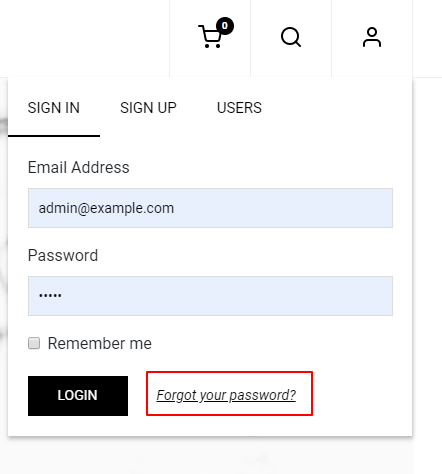 0
SIGN IN SIGN UP USERS
Email Address
admin@example.com
Password
•••••
Remember me
LOGIN Forgot your password?